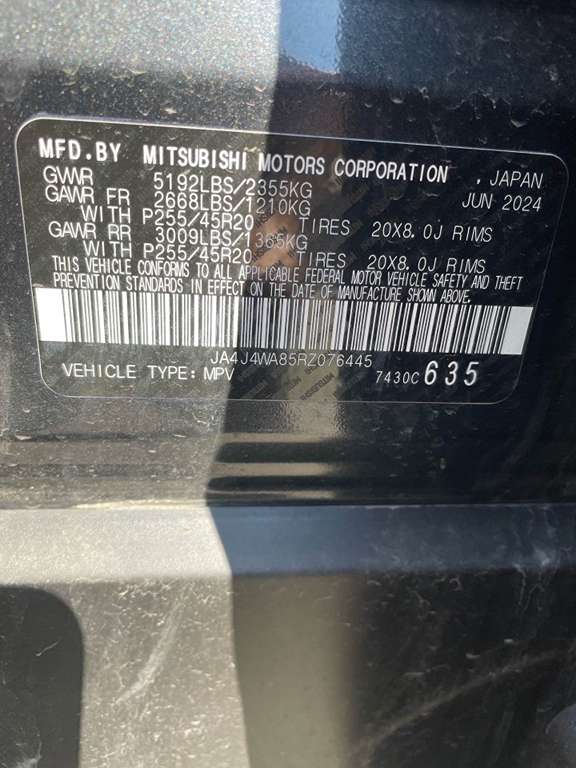 MFD.BY MITSUBISHI MOTORS CORPORATION , JAPAN
GWWR 5192LBS/2355KG JUN 2024
GAWR FR 2668LBS/1210KG
WITH P255/45R20 TIRES 20X8.0J RIMS
GAWR RR 3009LBS/1365KG
WITH P255/45R20 TIRES 20X8.0J RIMS
THIS VEHICLE CONFORMS TO ALL APPLICABLE FEDERAL MOTOR VEHICLE SAFETY AND THEFT
PREVENTION STANDARDS IN EFFECT ON THE DATE OF MANUFACTURE SHOWN ABOVE.
JA4J4WA85RZ076445
VEHICLE TYPE: MPV 7430C 635